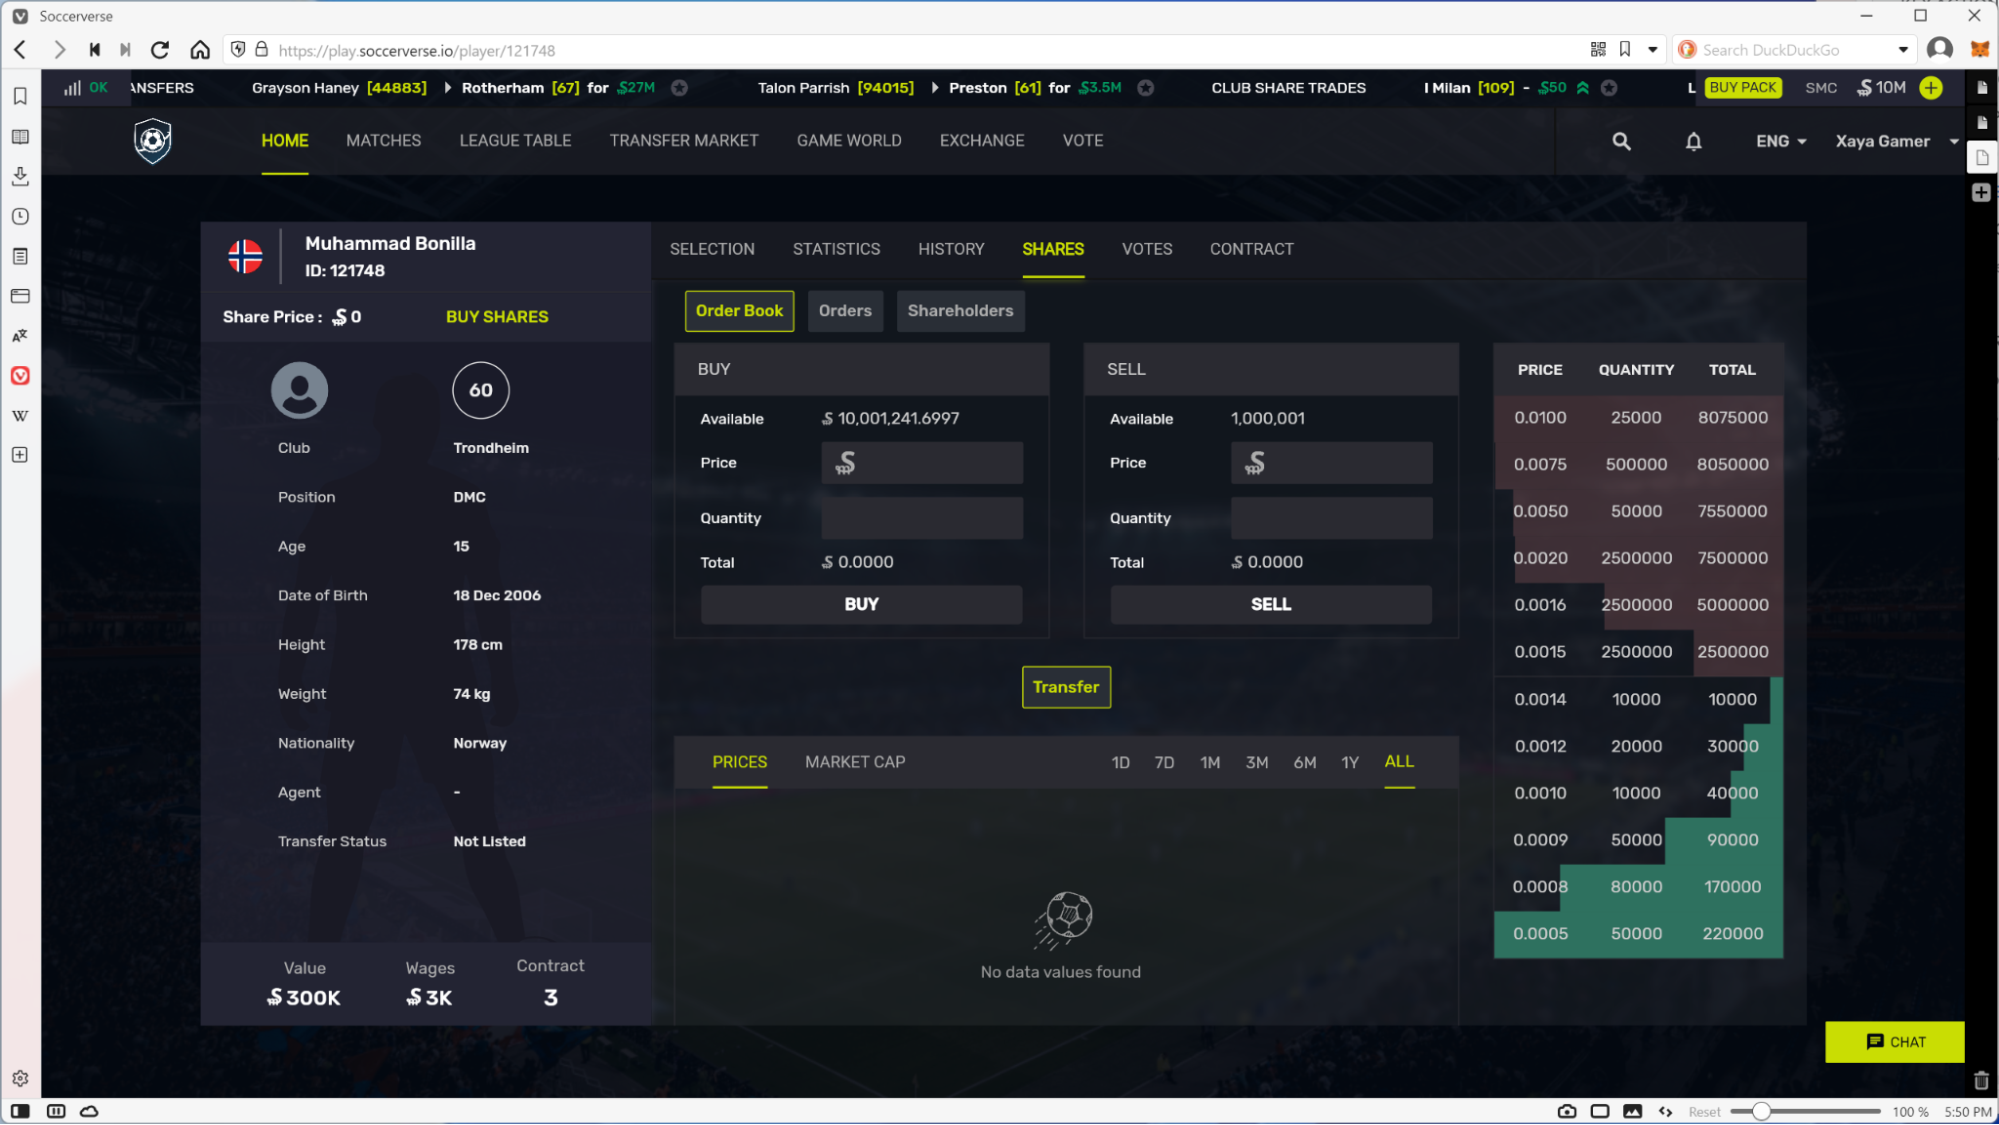 Soccerverse
https://play.soccerverse.io/player/121748
Search DuckDuckGo
OK
ANSFERS
Grayson Haney [44883] Rotherham [67] for $27M
Talon Parrish [94015] Preston [61] for $3.5M
CLUB SHARE TRADES
I Milan [109] - $50
L
BUY PACK
SMC
$10M
HOME
MATCHES
LEAGUE TABLE
TRANSFER MARKET
GAME WORLD
EXCHANGE
VOTE
ENG
Xaya Gamer
Muhammad Bonilla
ID: 121748
Share Price : $ 0
BUY SHARES
60
Club Trondheim
Position DMC
Age 15
Date of Birth 18 Dec 2006
Height 178 cm
Weight 74 kg
Nationality Norway
Agent -
Transfer Status Not Listed
Value Wages Contract
$300K $3K 3
SELECTION
STATISTICS
HISTORY
SHARES
VOTES
CONTRACT
Order Book
Orders
Shareholders
BUY
Available $ 10,001,241.6997
Price $
Quantity
Total $ 0.0000
BUY
SELL
Available 1,000,001
Price $
Quantity
Total $ 0.0000
SELL
Transfer
PRICES
MARKET CAP
1D 7D 1M 3M 6M 1Y ALL
No data values found
PRICE QUANTITY TOTAL
0.0100 25000 8075000
0.0075 500000 8050000
0.0050 50000 7550000
0.0020 2500000 7500000
0.0016 2500000 5000000
0.0015 2500000 2500000
0.0014 10000 10000
0.0012 20000 30000
0.0010 10000 40000
0.0009 50000 90000
0.0008 80000 170000
0.0005 50000 220000
CHAT
W
Reset
100 %
5:50 PM